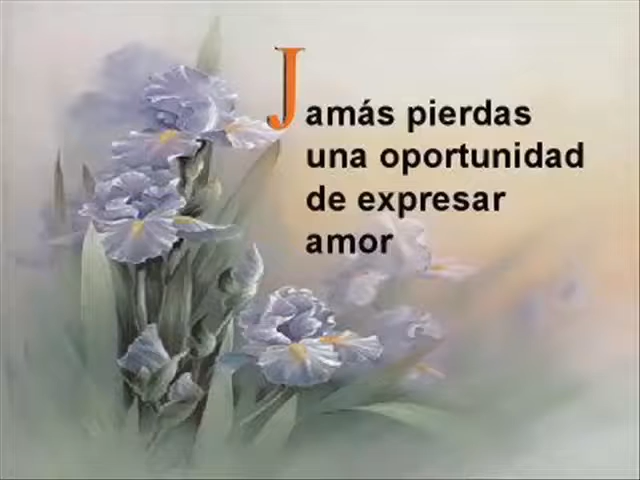 Jamás pierdas
una oportunidad
de expresar
amor